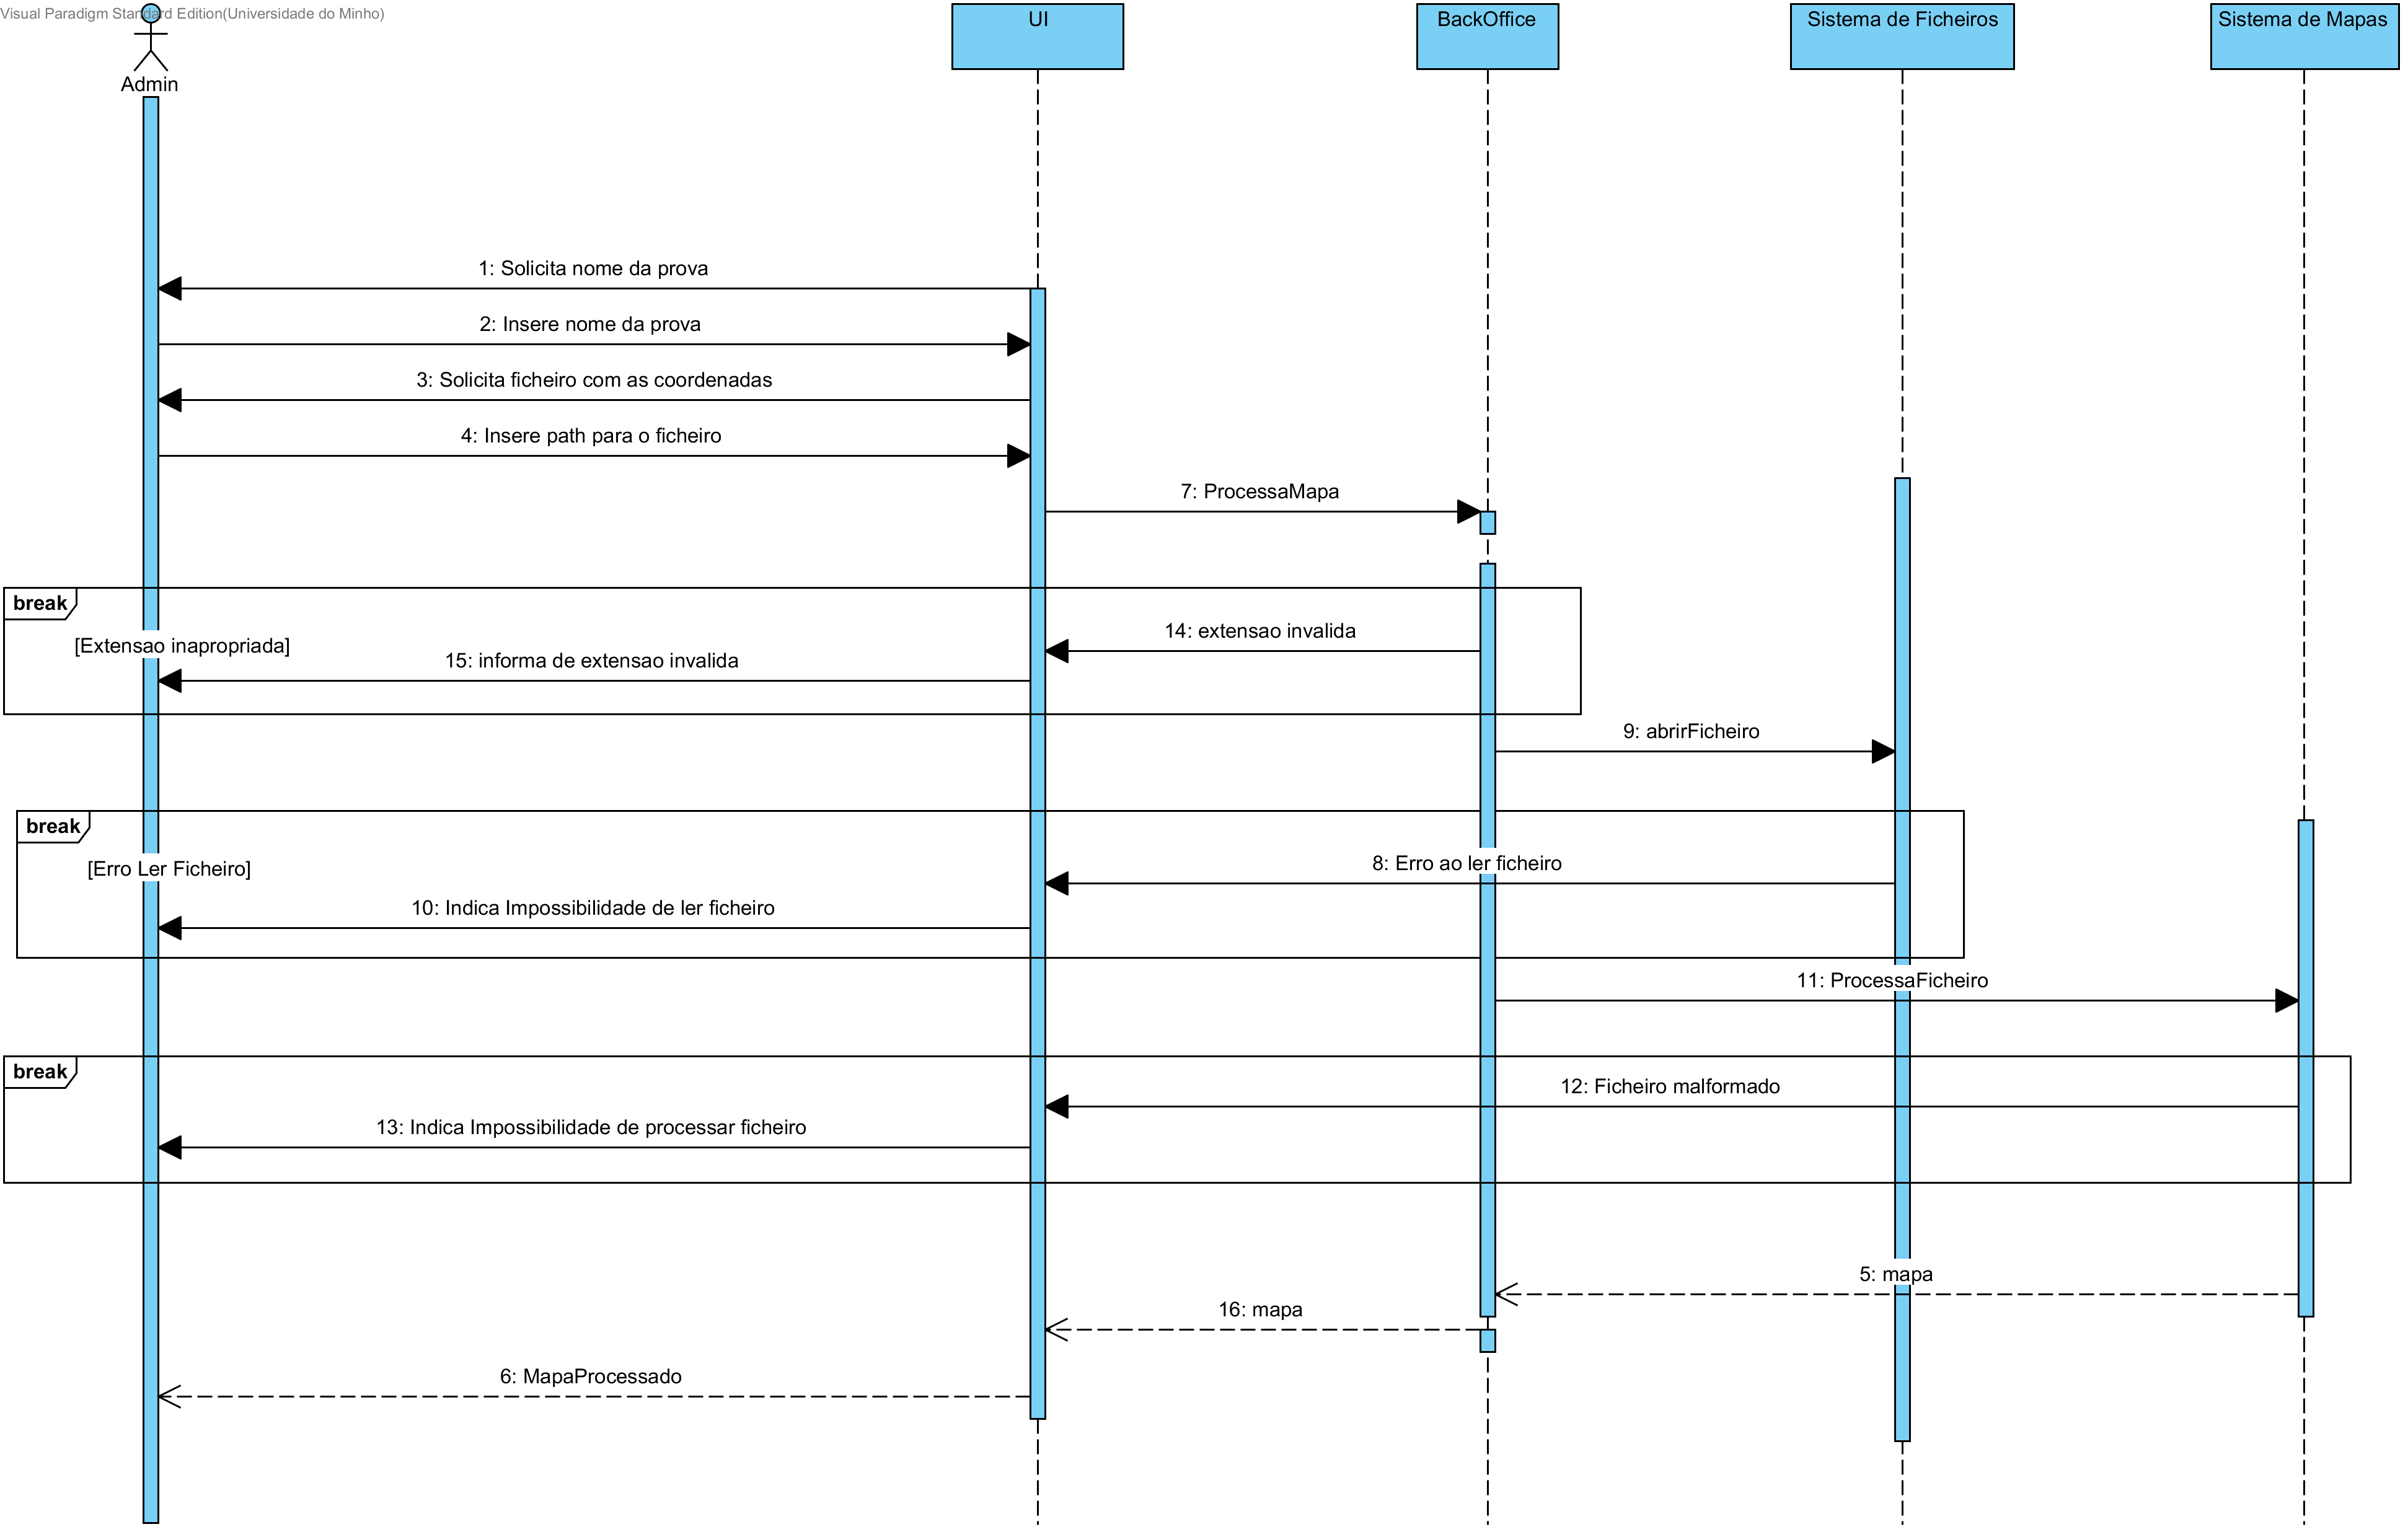 Visual Paradigm Standard Edition(Universidade do Minho)
Admin
UI
BackOffice
Sistema de Ficheiros
Sistema de Mapas
1: Solicita nome da prova
2: Insere nome da prova
3: Solicita ficheiro com as coordenadas
4: Insere path para o ficheiro
7: ProcessaMapa
break
[Extensao inapropriada]
14: extensao invalida
15: informa de extensao invalida
9: abrirFicheiro
break
[Erro Ler Ficheiro]
8: Erro ao ler ficheiro
10: Indica Impossibilidade de ler ficheiro
11: ProcessaFicheiro
break
12: Ficheiro malformado
13: Indica Impossibilidade de processar ficheiro
5: mapa
16: mapa
6: MapaProcessado